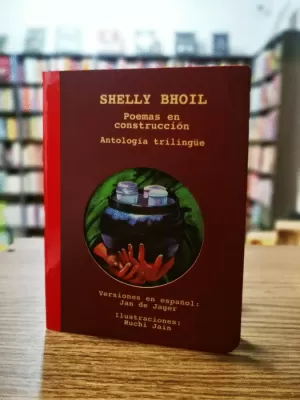 SHELLY BHOIL
Poemas en
construcción
Antología trilingüe
Versiones en español:
Jan de Jager
Ilustraciones:
Ruchi Jain